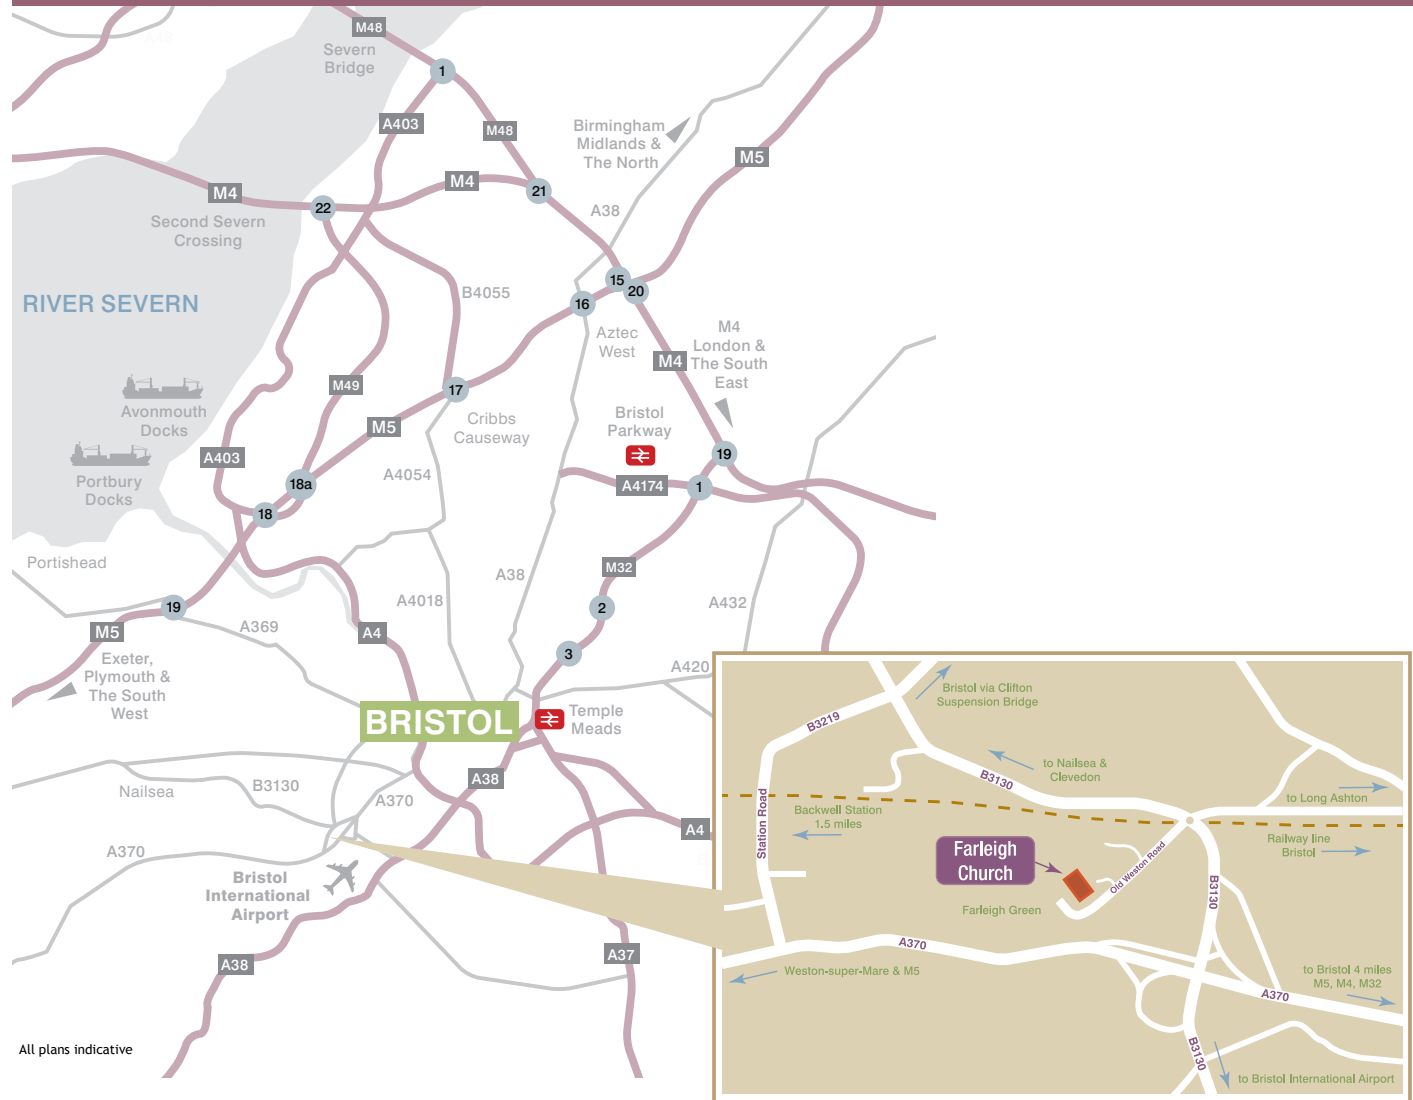 M48
Severn
Bridge
1
A403
M48
Birmingham
Midlands &
The North
M5
M4
M4
21
22
A38
Second Severn
Crossing
RIVER SEVERN
B4055
15
20
16
Aztec
West
M4
London &
The South
East
M4
M49
17
Avonmouth
Docks
M5
Cribbs
Causeway
Bristol
Parkway
A403
19
Portbury
Docks
18a
A4054
A4174
1
18
Portishead
M32
A38
19
A4018
2
A432
A369
M5
A4
3
Exeter,
Plymouth &
The South
West
A420
BRISTOL
Temple
Meads
A38
Nailsea
B3130
A370
A4
A370
Bristol
International
Airport
A38
A37
All plans indicative
Bristol via Clifton
Suspension Bridge
B3219
to Nailsea &
Clevedon
B3130
to Long Ashton
Station Road
Backwell Station
1.5 miles
Railway line
Bristol
Farleigh
Church
Old Weston Road
B3130
Farleigh Green
A370
Weston-super-Mare & M5
to Bristol 4 miles
M5, M4, M32
A370
B3130
to Bristol International Airport